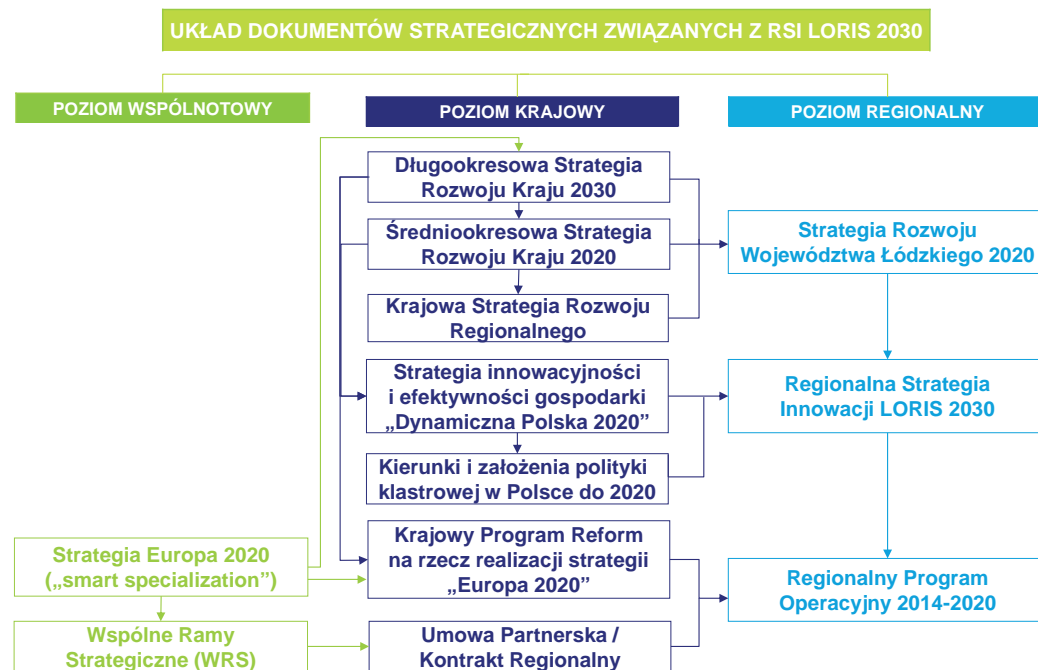 UKŁAD DOKUMENTÓW STRATEGICZNYCH ZWIĄZANYCH Z RSI LORIS 2030
POZIOM WSPÓLNOTOWY
POZIOM KRAJOWY
POZIOM REGIONALNY
Długookresowa Strategia
Rozwoju Kraju 2030
Średniookresowa Strategia
Rozwoju Kraju 2020
Krajowa Strategia Rozwoju
Regionalnego
Strategia innowacyjności
i efektywności gospodarki
„Dynamiczna Polska 2020”
Kierunki i założenia polityki
klastrowej w Polsce do 2020
Krajowy Program Reform
na rzecz realizacji strategii
„Europa 2020”
Umowa Partnerska /
Kontrakt Regionalny
Strategia Europa 2020
(„smart specialization”)
Wspólne Ramy
Strategiczne (WRS)
Strategia Rozwoju
Województwa Łódzkiego 2020
Regionalna Strategia
Innowacji LORIS 2030
Regionalny Program
Operacyjny 2014-2020